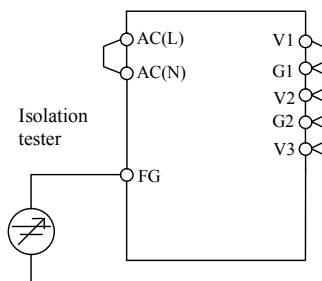 AC(L)
AC(N)
Isolation
tester
FG
V1
G1
V2
G2
V3